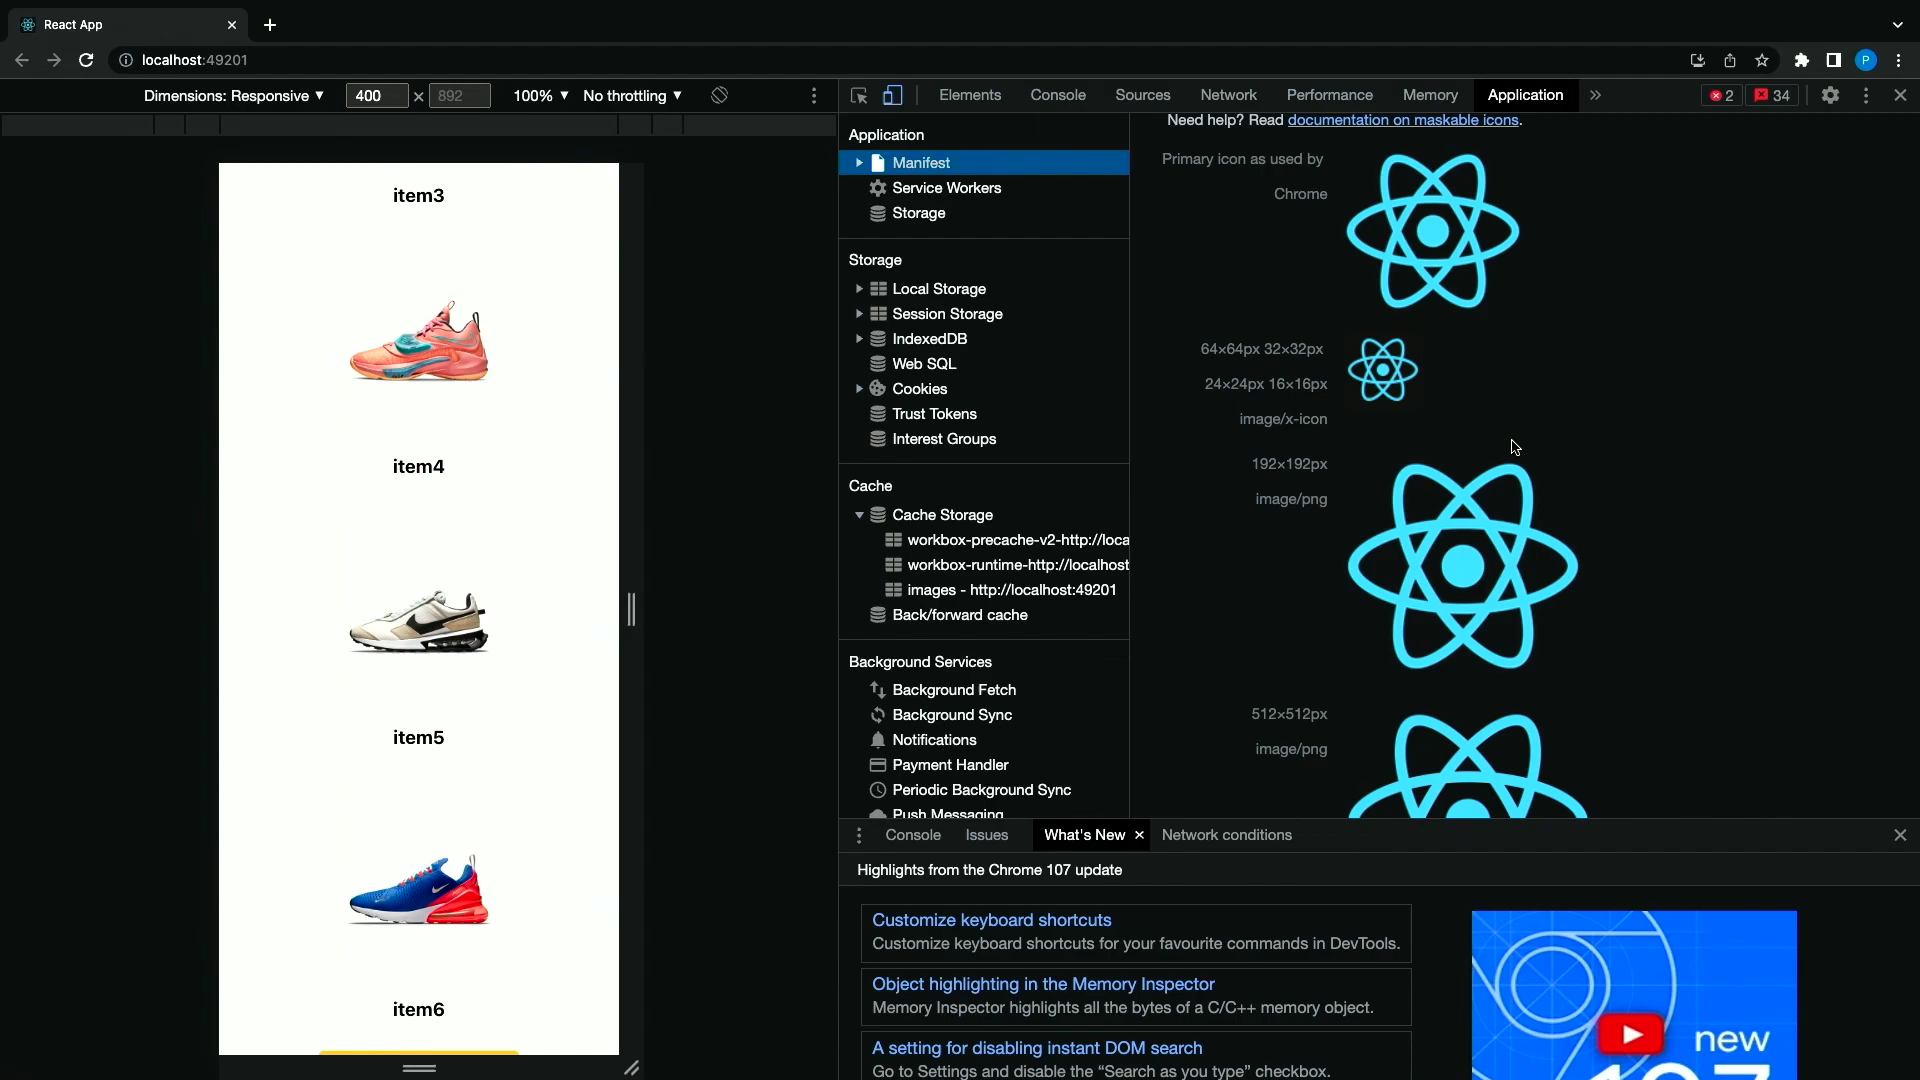 React App
localhost:49201
P
Dimensions: Responsive ▼ 400 × 892 100% ▼ No throttling ▼
Elements Console Sources Network Performance Memory Application » 2 34
item3
item4
item5
item6
Application
Manifest
Service Workers
Storage
Storage
Local Storage
Session Storage
IndexedDB
Web SQL
Cookies
Trust Tokens
Interest Groups
Cache
Cache Storage
workbox-precache-v2-http://loca
workbox-runtime-http://localhost
images - http://localhost:49201
Back/forward cache
Background Services
Background Fetch
Background Sync
Notifications
Payment Handler
Periodic Background Sync
Push Messaging
Need help? Read documentation on maskable icons.
Primary icon as used by
Chrome
64×64px 32×32px
24×24px 16×16px
image/x-icon
192×192px
image/png
512×512px
image/png
Console Issues What's New × Network conditions
Highlights from the Chrome 107 update
Customize keyboard shortcuts
Customize keyboard shortcuts for your favourite commands in DevTools.
Object highlighting in the Memory Inspector
Memory Inspector highlights all the bytes of a C/C++ memory object.
A setting for disabling instant DOM search
Go to Settings and disable the “Search as you type” checkbox.
new
107